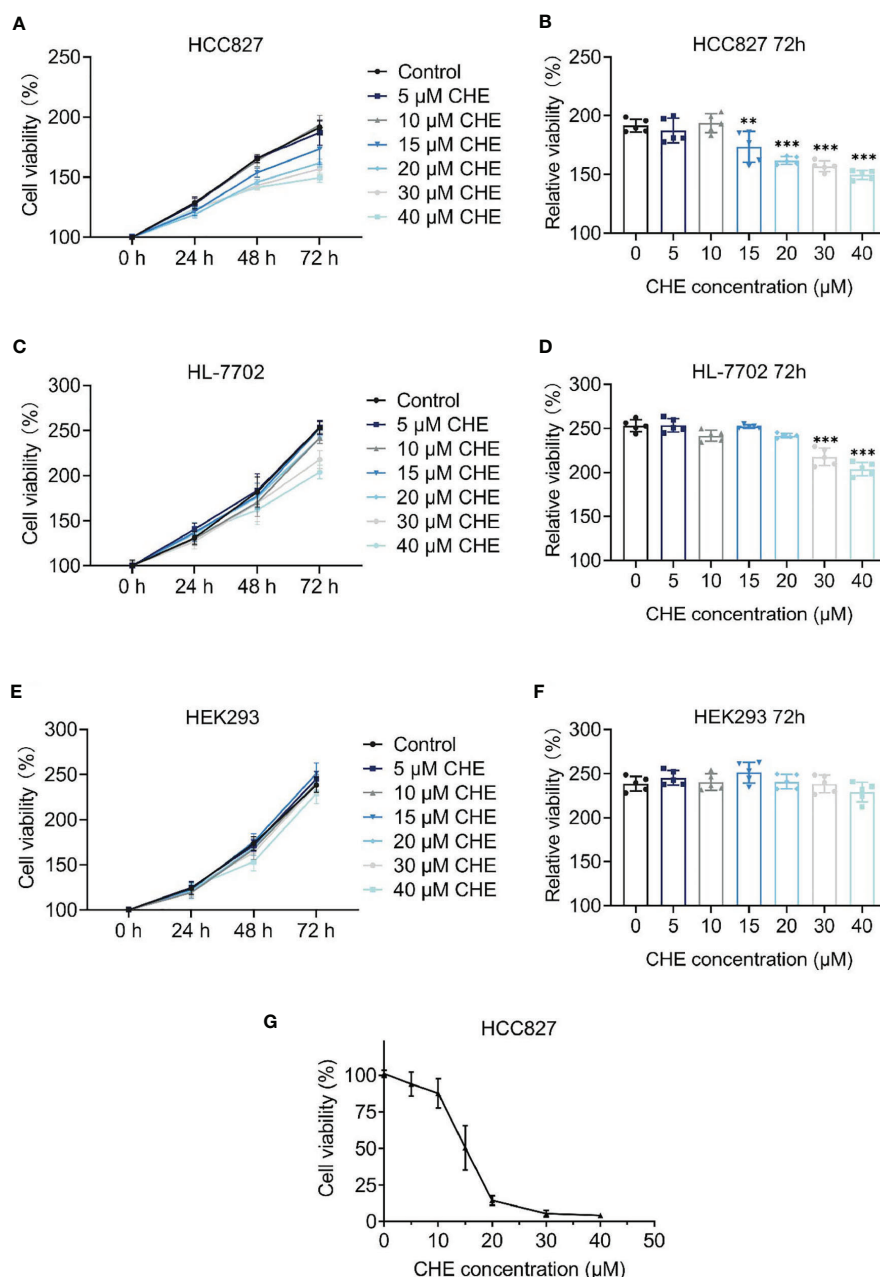 A
HCC827
Cell viability (%)
250
200
150
100
0 h 24 h 48 h 72 h
Control
5 µM CHE
10 µM CHE
15 µM CHE
20 µM CHE
30 µM CHE
40 µM CHE
B
HCC827 72h
Relative viability (%)
250
200
150
100
** *** *** ***
0 5 10 15 20 30 40
CHE concentration (µM)
C
HL-7702
Cell viability (%)
300
250
200
150
100
0 h 24 h 48 h 72 h
Control
5 µM CHE
10 µM CHE
15 µM CHE
20 µM CHE
30 µM CHE
40 µM CHE
D
HL-7702 72h
Relative viability (%)
300
250
200
150
100
*** ***
0 5 10 15 20 30 40
CHE concentration (µM)
E
HEK293
Cell viability (%)
300
250
200
150
100
0 h 24 h 48 h 72 h
Control
5 µM CHE
10 µM CHE
15 µM CHE
20 µM CHE
30 µM CHE
40 µM CHE
F
HEK293 72h
Relative viability (%)
300
250
200
150
100
0 5 10 15 20 30 40
CHE concentration (µM)
G
HCC827
Cell viability (%)
100
75
50
25
0
0 10 20 30 40 50
CHE concentration (µM)